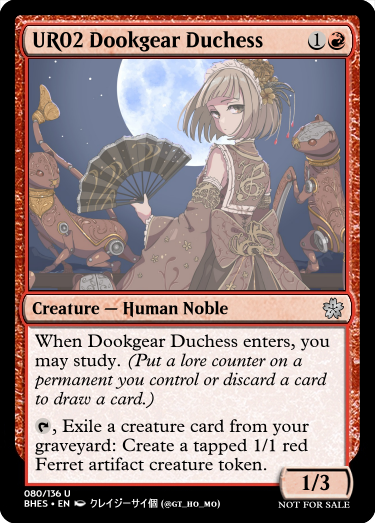 UR02 Dookgear Duchess 1
Creature — Human Noble
When Dookgear Duchess enters, you
may study. (Put a lore counter on a
permanent you control or discard a card
to draw a card.)
, Exile a creature card from your
graveyard: Create a tapped 1/1 red
Ferret artifact creature token.
1/3
080/136 U
BHES • EN クレイジーサイ個 (@GT_HO_MO)
NOT FOR SALE